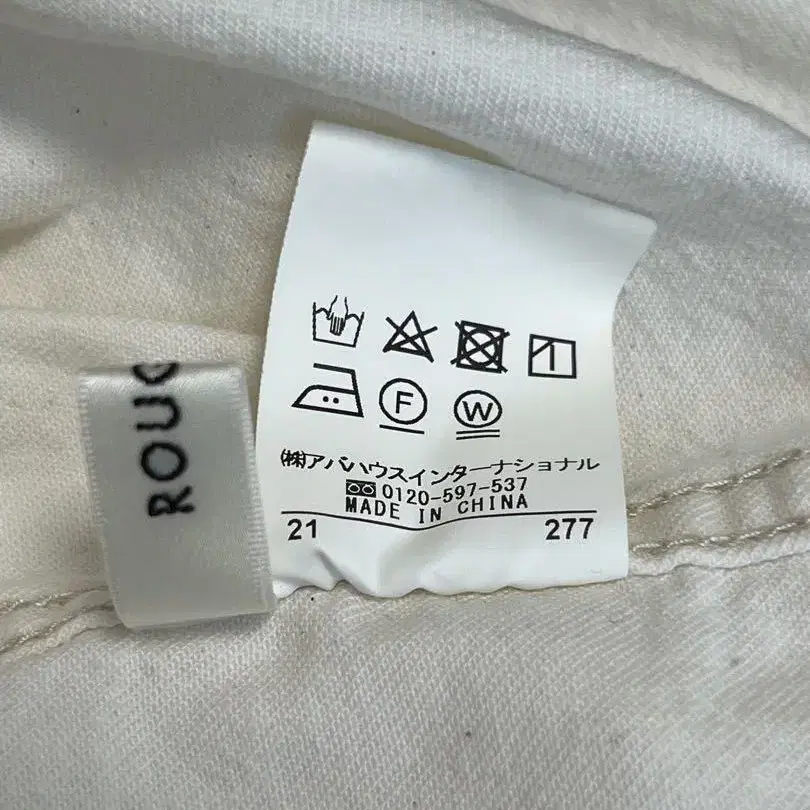 ROUG
F W
(株)アバハウスインターナショナル
0120-597-537
MADE IN CHINA
21 277